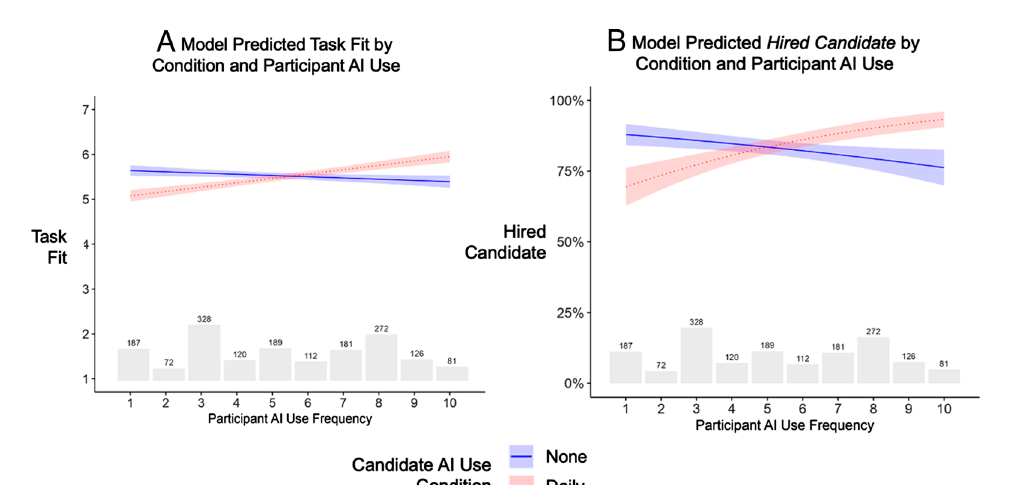 A Model Predicted Task Fit by
Condition and Participant AI Use
7
6
5
4
3
2
1
Task
Fit
187
72
328
120
189
112
181
272
126
81
1 2 3 4 5 6 7 8 9 10
Participant AI Use Frequency
B Model Predicted Hired Candidate by
Condition and Participant AI Use
100%
75%
50%
25%
0%
Hired
Candidate
187
72
328
120
189
112
181
272
126
81
1 2 3 4 5 6 7 8 9 10
Participant AI Use Frequency
Candidate AI Use
Condition
None
Daily